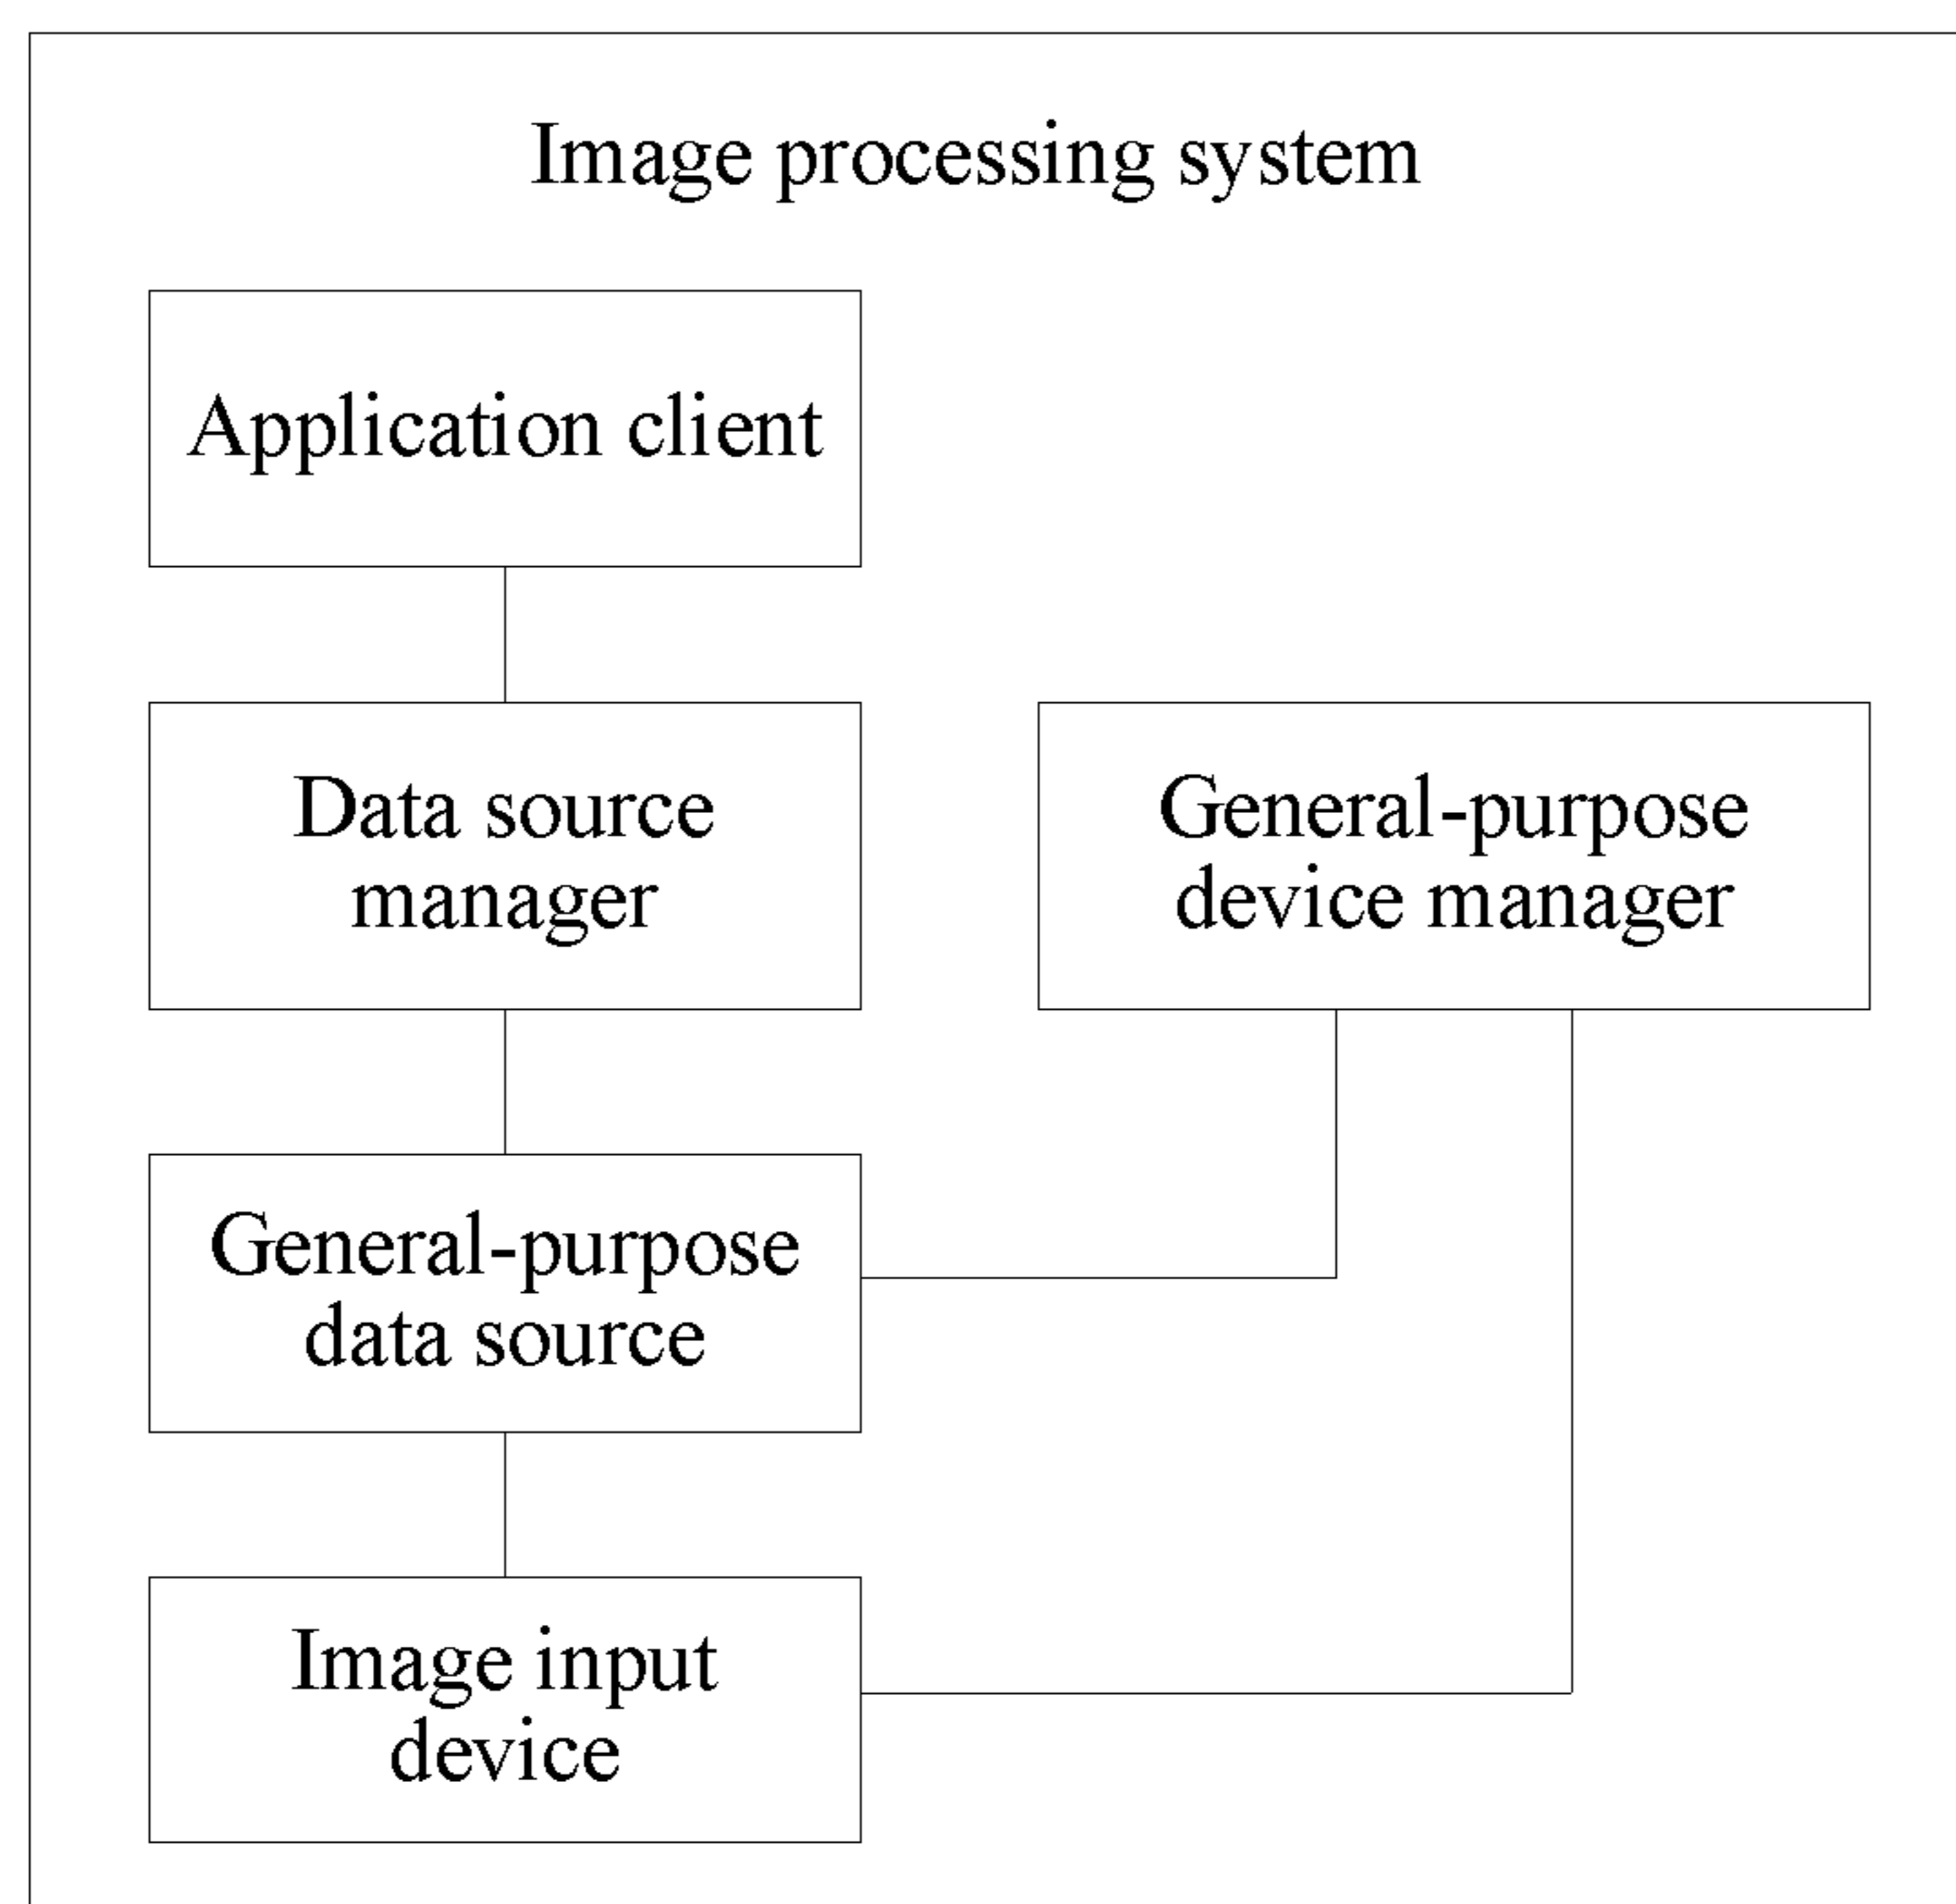 Image processing system
Application client
Data source
manager
General-purpose
device manager
General-purpose
data source
Image input
device